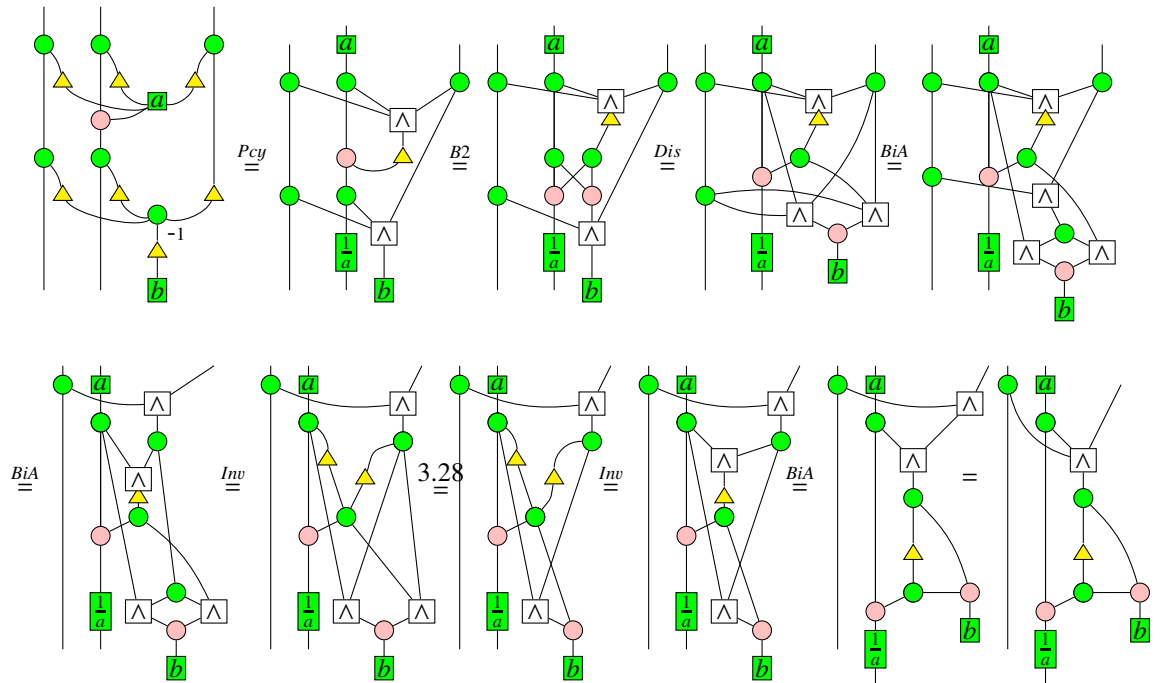 a a a a
a ∧ ∧ ∧ ∧
Pcy = B2 = Dis = BiA =
∧
∧ ∧
-1 ∧ ∧
1/a 1/a 1/a 1/a ∧ ∧
b b b b b
a a a a a a
∧ ∧ ∧ ∧ ∧
∧ ∧ ∧ ∧
BiA = Inv = 3.28 = Inv = BiA = =
1/a ∧ ∧ 1/a ∧ ∧ 1/a ∧ 1/a ∧
1/a b 1/a b
b b b b